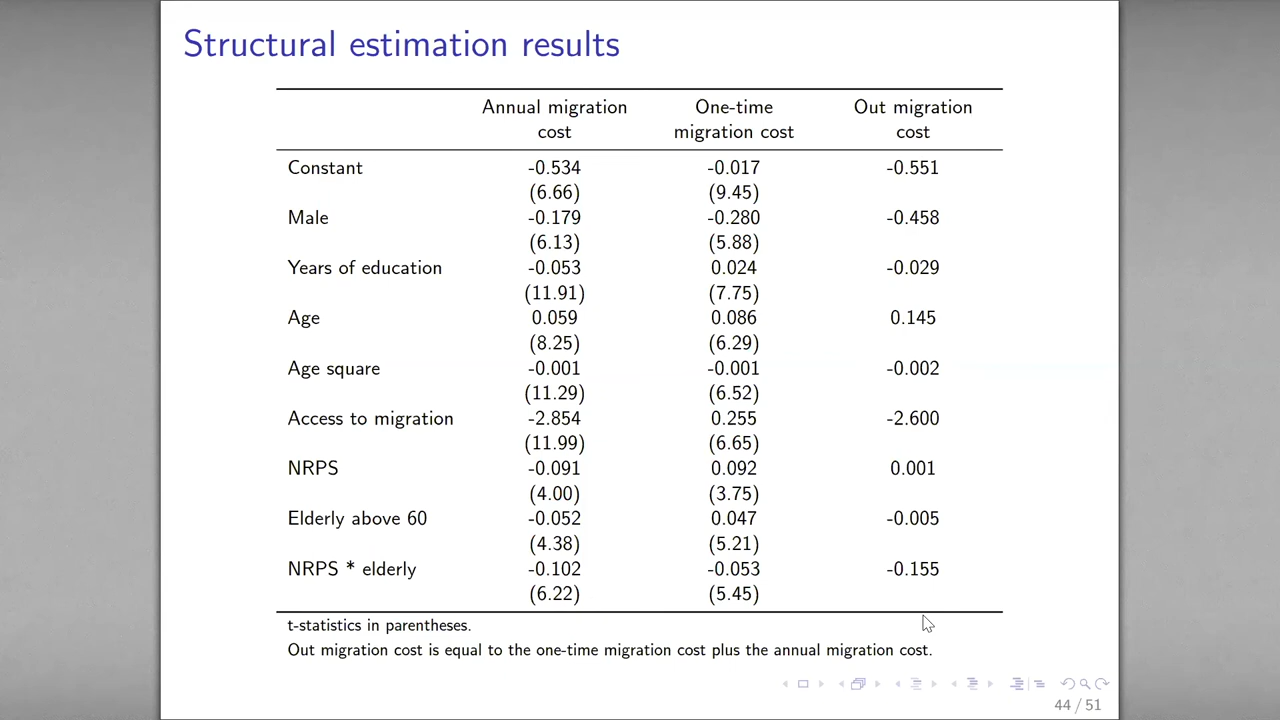 Structural estimation results
Annual migration cost One-time migration cost Out migration cost
Constant -0.534 -0.017 -0.551
(6.66) (9.45)
Male -0.179 -0.280 -0.458
(6.13) (5.88)
Years of education -0.053 0.024 -0.029
(11.91) (7.75)
Age 0.059 0.086 0.145
(8.25) (6.29)
Age square -0.001 -0.001 -0.002
(11.29) (6.52)
Access to migration -2.854 0.255 -2.600
(11.99) (6.65)
NRPS -0.091 0.092 0.001
(4.00) (3.75)
Elderly above 60 -0.052 0.047 -0.005
(4.38) (5.21)
NRPS * elderly -0.102 -0.053 -0.155
(6.22) (5.45)
t-statistics in parentheses.
Out migration cost is equal to the one-time migration cost plus the annual migration cost.
44 / 51